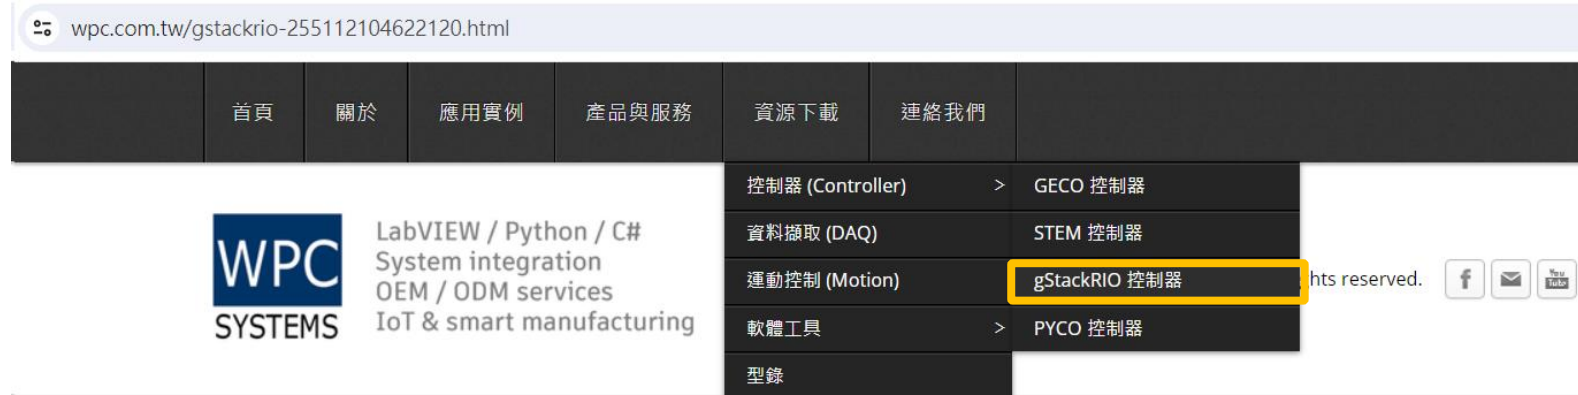 wpc.com.tw/gstackrio-255112104622120.html
首頁 關於 應用實例 產品與服務 資源下載 連絡我們
控制器 (Controller) > GECO 控制器
資料擷取 (DAQ) STEM 控制器
運動控制 (Motion) gStackRIO 控制器
軟體工具 > PYCO 控制器
型錄
WPC
SYSTEMS
LabVIEW / Python / C#
System integration
OEM / ODM services
IoT & smart manufacturing
hts reserved.
f
You
Tube